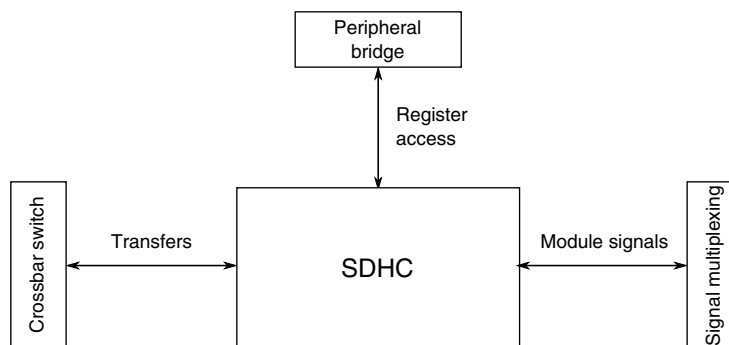 Peripheral
bridge
Register
access
Crossbar switch
Transfers
SDHC
Module signals
Signal multiplexing